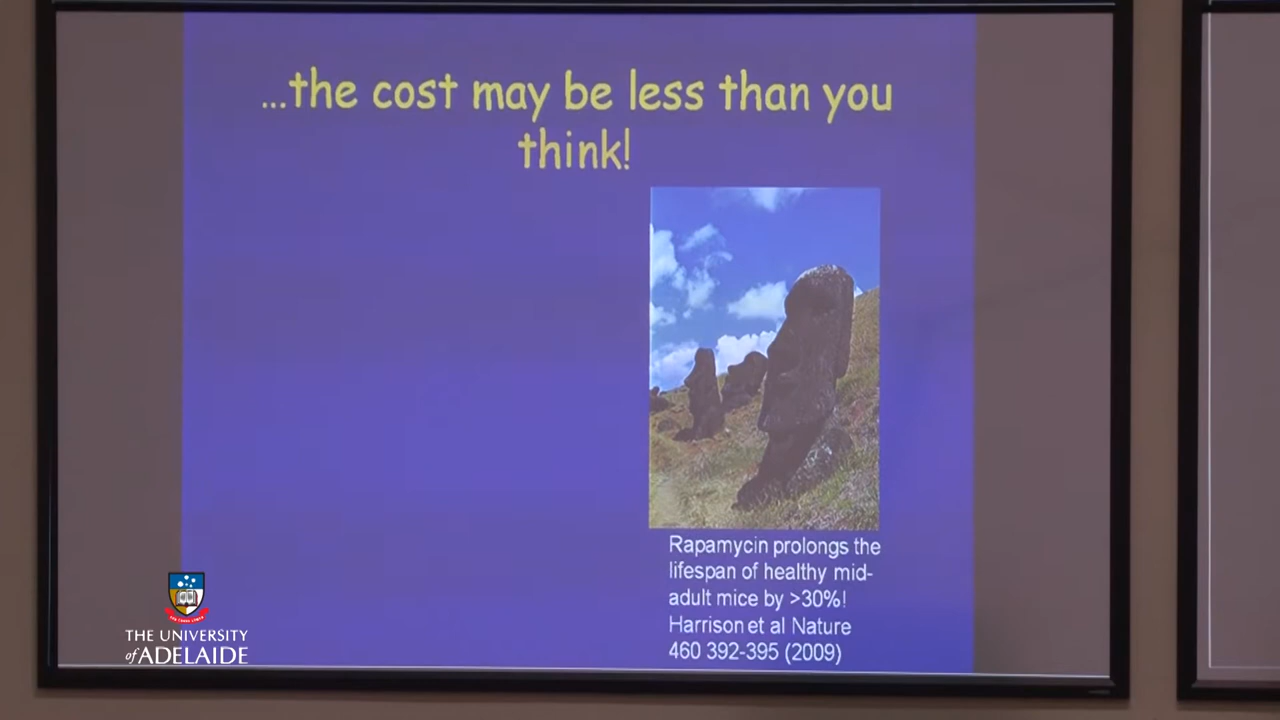 ...the cost may be less than you
think!
Rapamycin prolongs the
lifespan of healthy mid-
adult mice by >30%!
Harrison et al Nature
460 392-395 (2009)
THE UNIVERSITY
of ADELAIDE